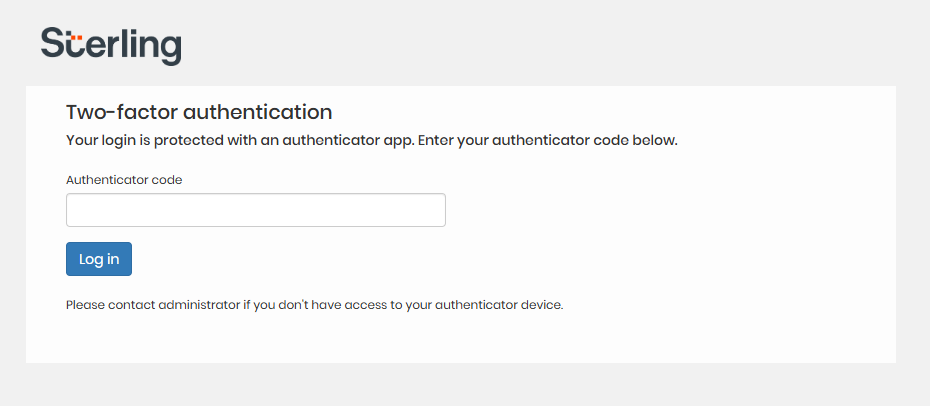 Sterling
Two-factor authentication
Your login is protected with an authenticator app. Enter your authenticator code below.
Authenticator code
Log in
Please contact administrator if you don't have access to your authenticator device.